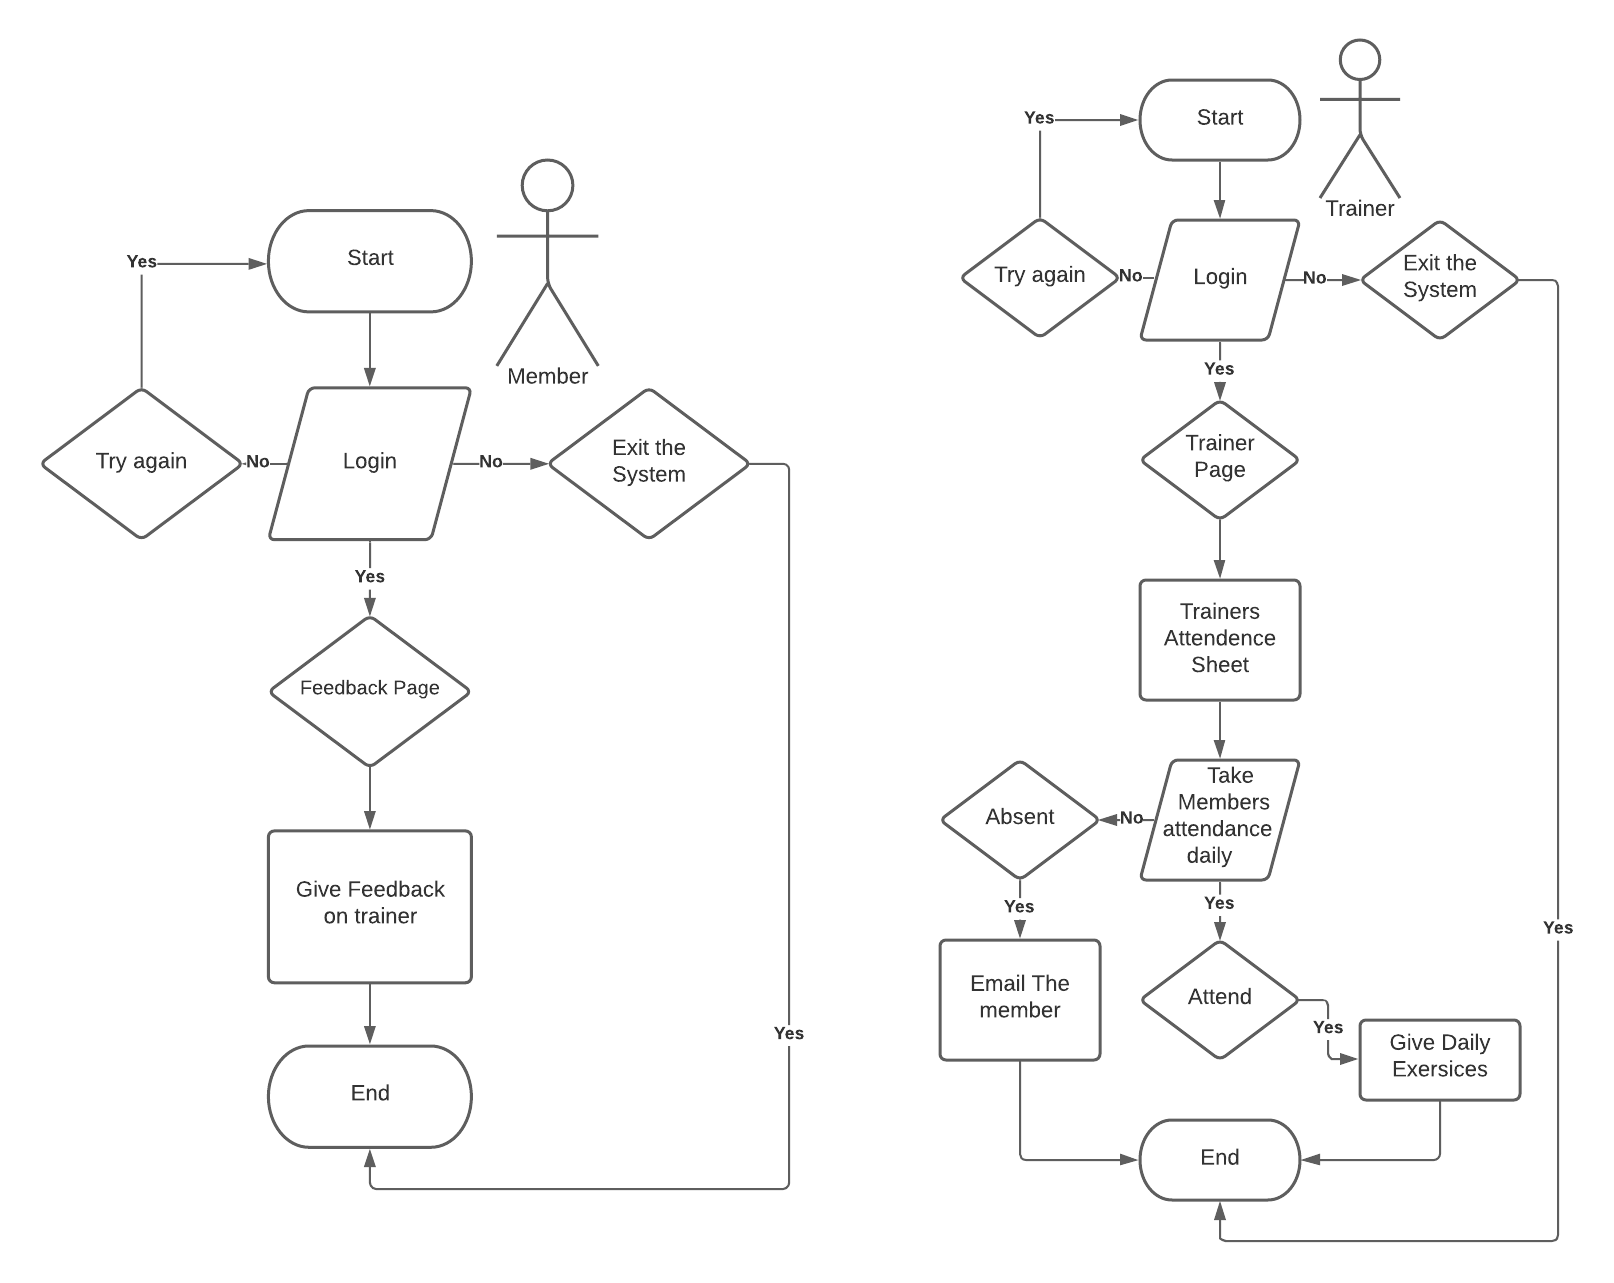 Start
Yes
Member
Try again
No
Login
No
Exit the
System
Yes
Feedback Page
Give Feedback
on trainer
Yes
End
Start
Yes
Trainer
Try again
No
Login
No
Exit the
System
Yes
Trainer
Page
Trainers
Attendence
Sheet
Take
Members
attendance
daily
No
Absent
Yes
Yes
Yes
Email The
member
Attend
Yes
Give Daily
Exersices
End